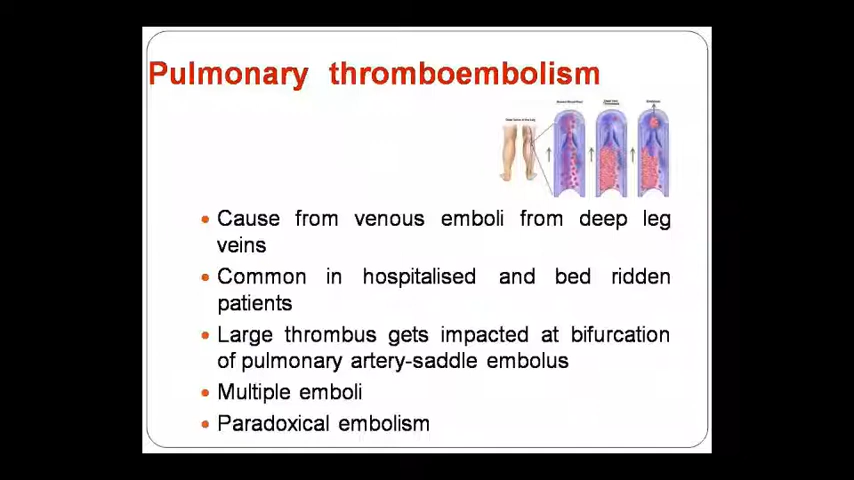 Pulmonary thromboembolism
Cause from venous emboli from deep leg
veins
Common in hospitalised and bed ridden
patients
Large thrombus gets impacted at bifurcation
of pulmonary artery-saddle embolus
Multiple emboli
Paradoxical embolism